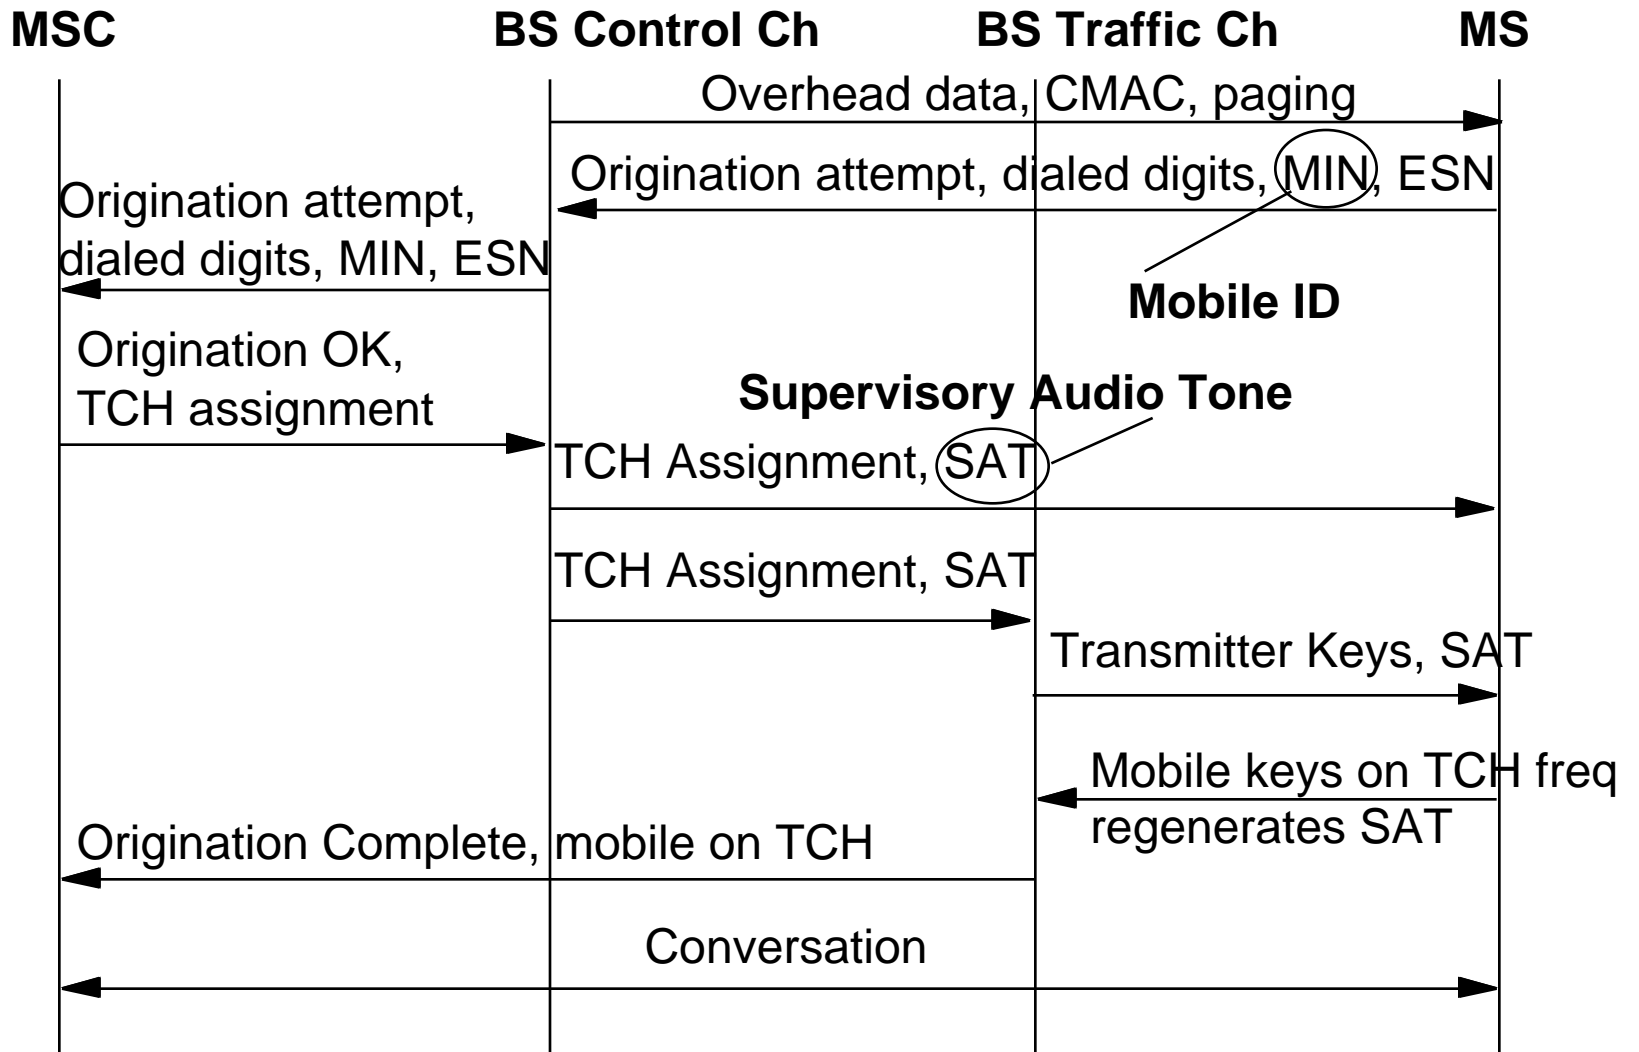 MSC BS Control Ch BS Traffic Ch MS
Overhead data, CMAC, paging
Origination attempt, dialed digits, MIN, ESN
Origination attempt,
dialed digits, MIN, ESN
Mobile ID
Origination OK,
TCH assignment
Supervisory Audio Tone
TCH Assignment, SAT
TCH Assignment, SAT
Transmitter Keys, SAT
Mobile keys on TCH freq
regenerates SAT
Origination Complete, mobile on TCH
Conversation